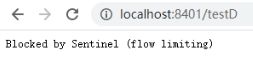 localhost:8401/testD
Blocked by Sentinel (flow limiting)